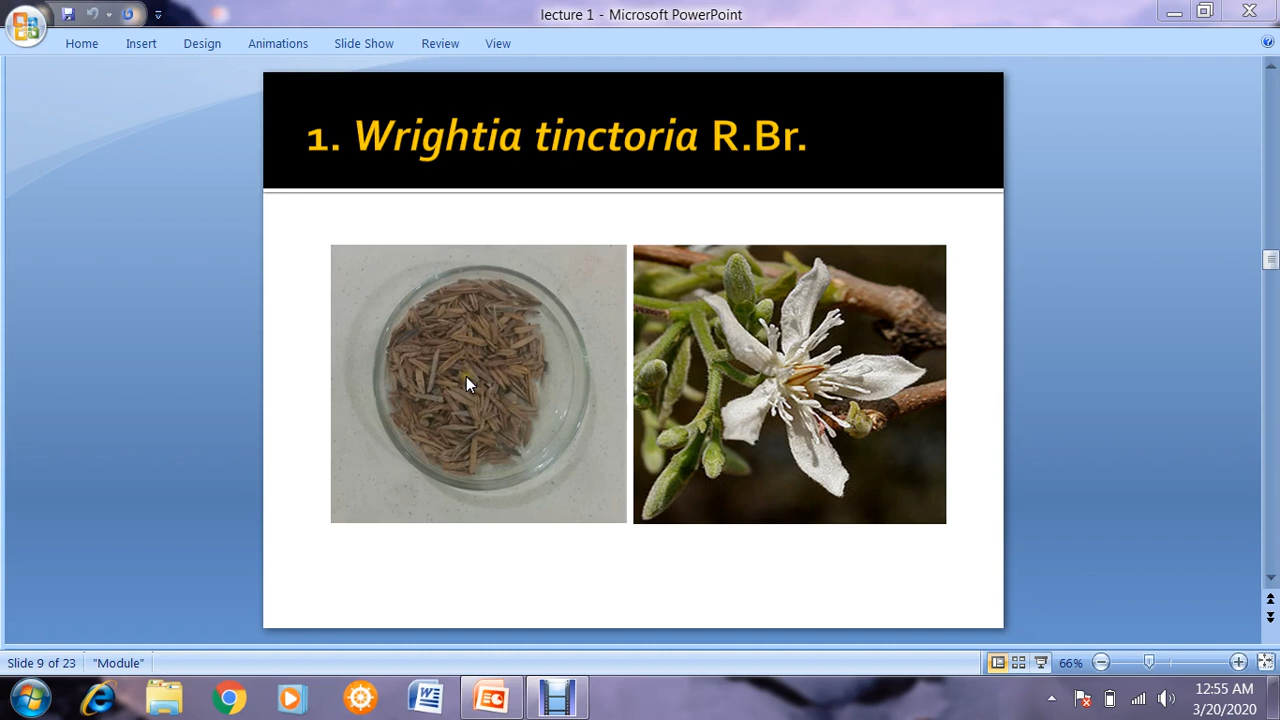 lecture 1 - Microsoft PowerPoint
Home Insert Design Animations Slide Show Review View
1. Wrightia tinctoria R.Br.
Slide 9 of 23 "Module" 66%
12:55 AM
3/20/2020